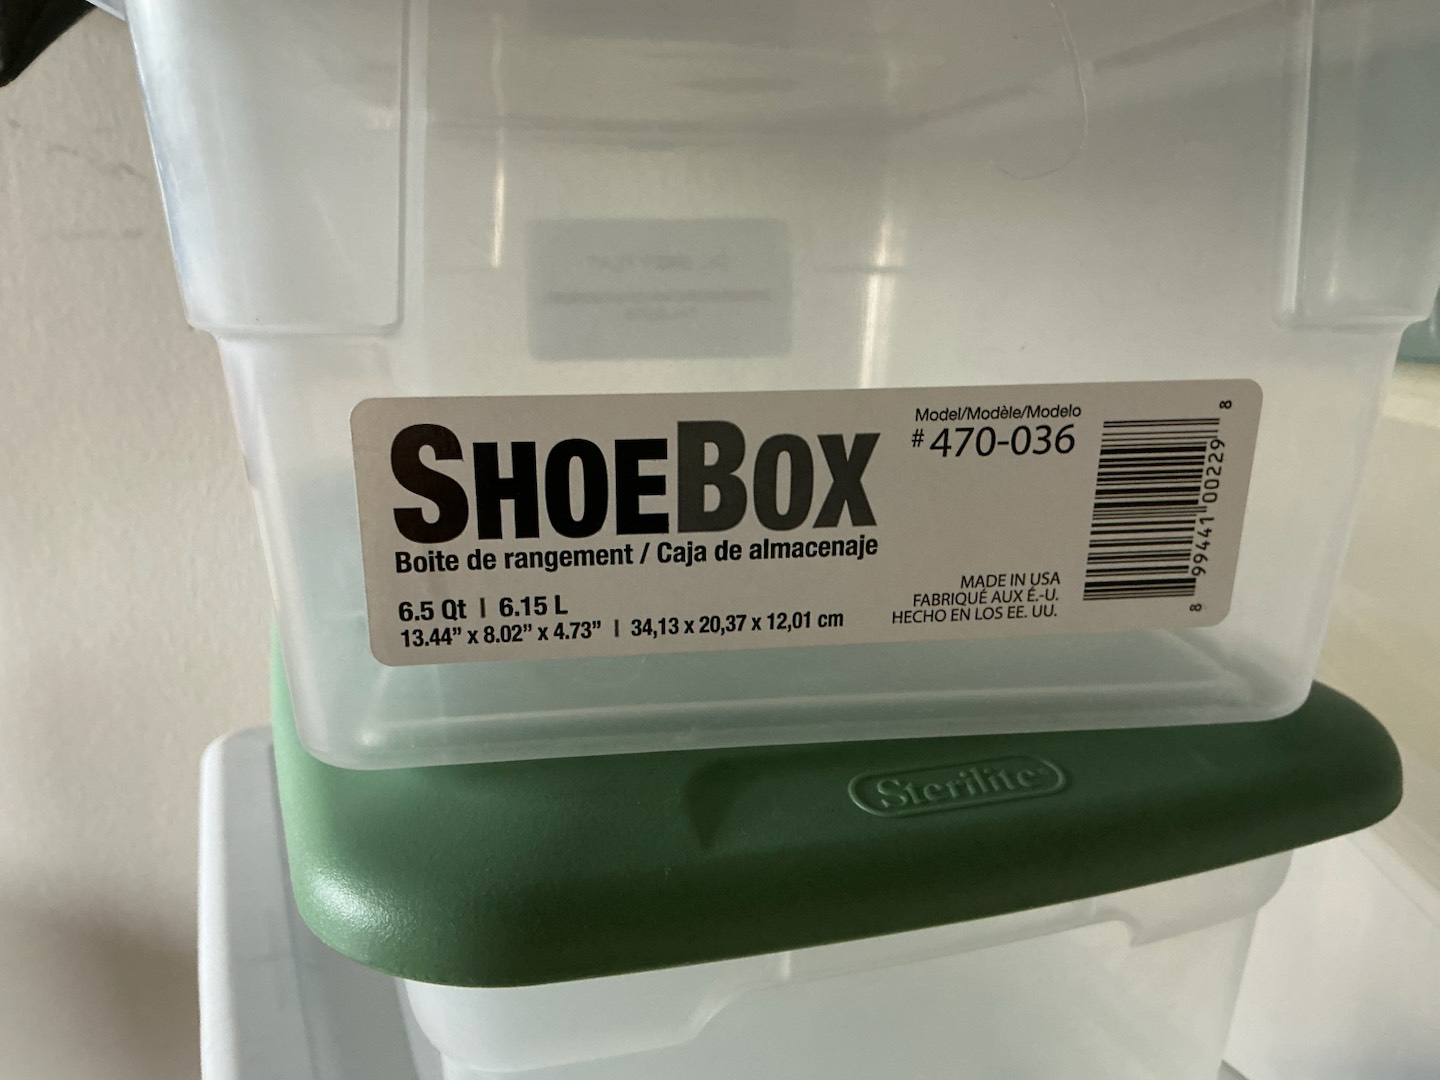 SHOEBOX
Boite de rangement / Caja de almacenaje
6.5 Qt | 6.15 L
13.44” x 8.02” x 4.73” | 34,13 x 20,37 x 12,01 cm
Model/Modèle/Modelo
# 470-036
MADE IN USA
FABRIQUÉ AUX É.-U.
HECHO EN LOS EE. UU.
8 99441 00229 8
Sterilite